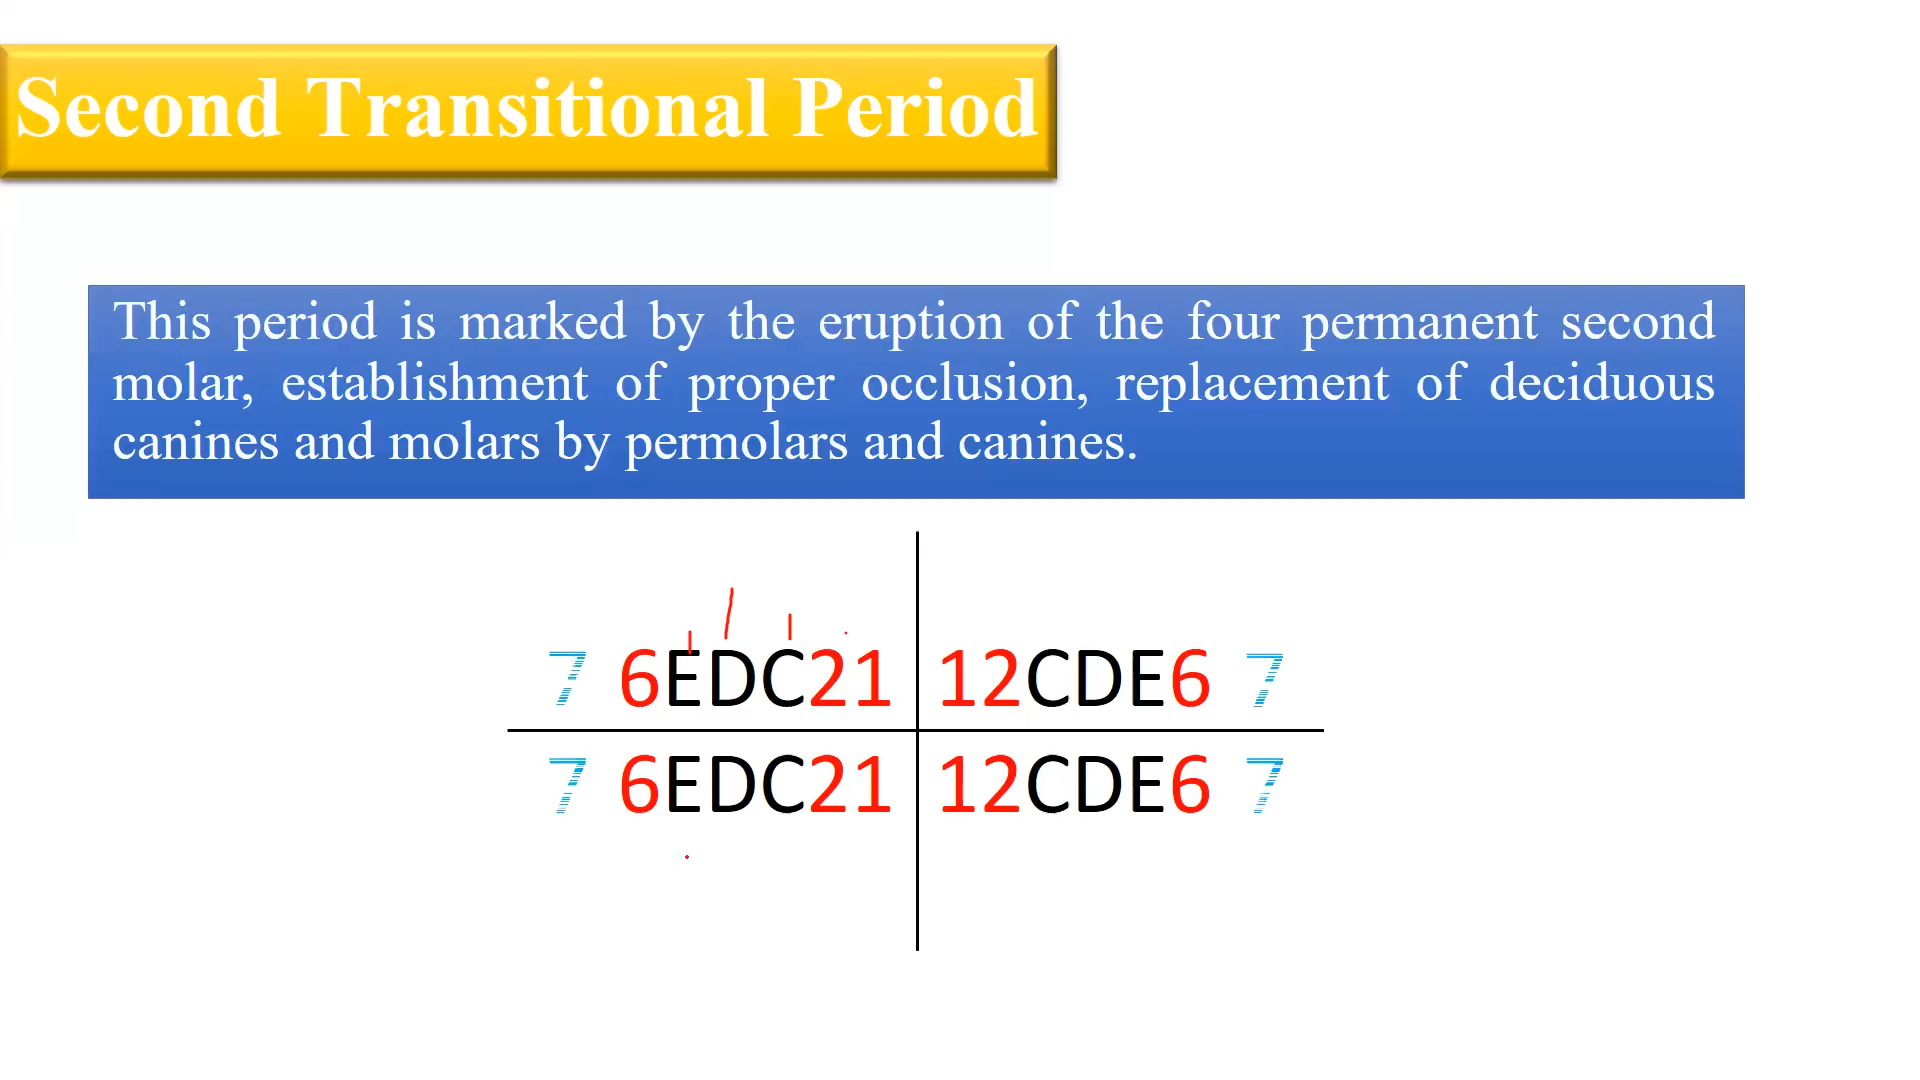 Second Transitional Period
This period is marked by the eruption of the four permanent second
molar, establishment of proper occlusion, replacement of deciduous
canines and molars by permolars and canines.
7 6EDC21 12CDE6 7
7 6EDC21 12CDE6 7